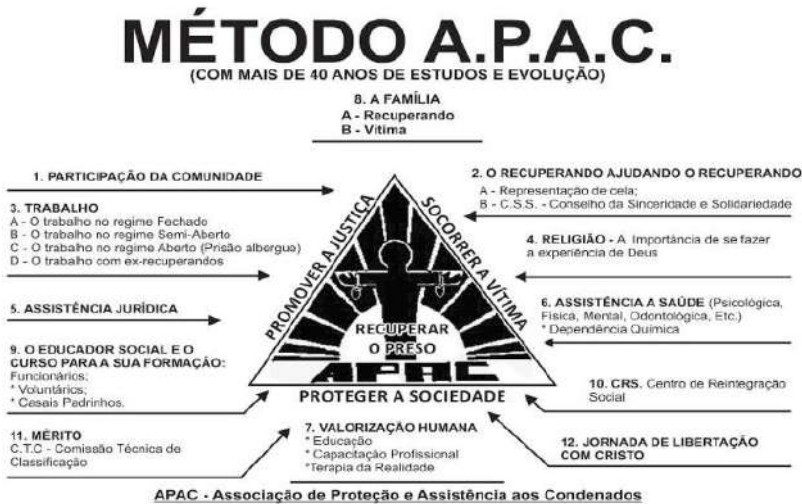 MÉTODO A.P.A.C.
(COM MAIS DE 40 ANOS DE ESTUDOS E EVOLUÇÃO)
8. A FAMÍLIA
A - Recuperando
B - Vítima
1. PARTICIPAÇÃO DA COMUNIDADE
2. O RECUPERANDO AJUDANDO O RECUPERANDO
A - Representação de cela;
B - C.S.S. - Conselho da Sinceridade e Solidariedade
3. TRABALHO
A - O trabalho no regime Fechado
B - O trabalho no regime Semi-Aberto
C - O trabalho no regime Aberto (Prisão albergue)
D - O trabalho com ex-recuperandos
4. RELIGIÃO - A Importância de se fazer
a experiência de Deus
5. ASSISTÊNCIA JURÍDICA
6. ASSISTÊNCIA A SAÚDE (Psicológica,
Física, Mental, Odontológica, Etc.)
* Dependência Química
PROMOVER A JUSTIÇA
SOCORRER A VÍTIMA
RECUPERAR
O PRESO
APAC
PROTEGER A SOCIEDADE
9. O EDUCADOR SOCIAL E O
CURSO PARA A SUA FORMAÇÃO:
Funcionários;
* Voluntários;
* Casais Padrinhos.
10. CRS. Centro de Reintegração
Social
11. MÉRITO
C.T.C - Comissão Técnica de
Classificação
7. VALORIZAÇÃO HUMANA
* Educação
* Capacitação Profissional
*Terapia da Realidade
12. JORNADA DE LIBERTAÇÃO
COM CRISTO
APAC - Associação de Proteção e Assistência aos Condenados